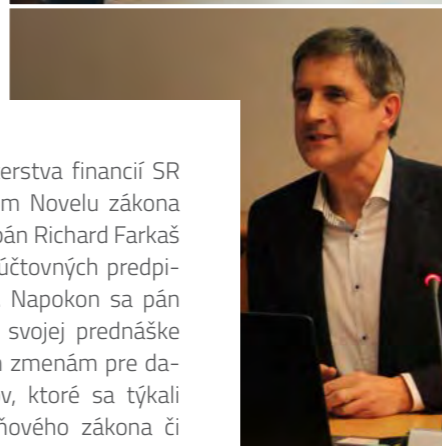 erstva financií SR
m Novelu zákona
pán Richard Farkaš
účtovných predpi-
. Napokon sa pán
svojej prednáške
n zmenám pre da-
v, ktoré sa týkali
ňového zákona či